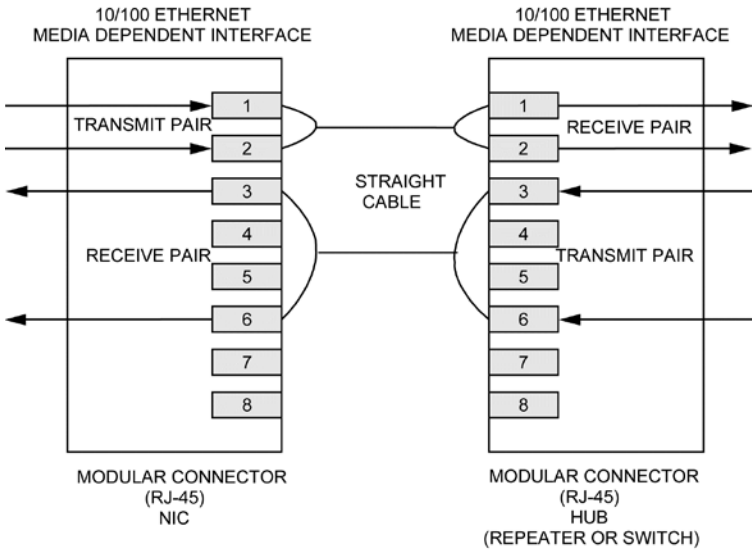 10/100 ETHERNET
MEDIA DEPENDENT INTERFACE
10/100 ETHERNET
MEDIA DEPENDENT INTERFACE
1
TRANSMIT PAIR
2
3
4
RECEIVE PAIR
5
6
7
8
STRAIGHT
CABLE
1
RECEIVE PAIR
2
3
4
TRANSMIT PAIR
5
6
7
8
MODULAR CONNECTOR
(RJ-45)
NIC
MODULAR CONNECTOR
(RJ-45)
HUB
(REPEATER OR SWITCH)